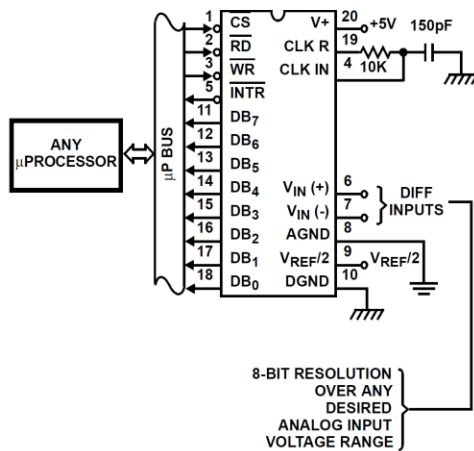 1 CS V+ 20 +5V 150pF
2 RD CLK R 19 10K
3 WR CLK IN 4
5 INTR
11 DB7
12 DB6
13 DB5
14 DB4 VIN (+) 6
15 DB3 VIN (-) 7
16 DB2 AGND 8
17 DB1 VREF/2 9 VREF/2
18 DB0 DGND 10
ANY
µPROCESSOR
µP BUS
DIFF
INPUTS
8-BIT RESOLUTION
OVER ANY
DESIRED
ANALOG INPUT
VOLTAGE RANGE